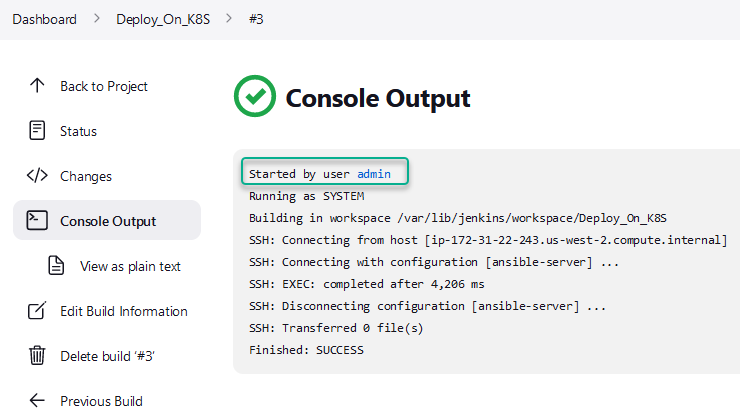 Dashboard > Deploy_On_K8S > #3
Back to Project
Status
Changes
Console Output
View as plain text
Edit Build Information
Delete build ‘#3’
Previous Build
Console Output
Started by user admin
Running as SYSTEM
Building in workspace /var/lib/jenkins/workspace/Deploy_On_K8S
SSH: Connecting from host [ip-172-31-22-243.us-west-2.compute.internal]
SSH: Connecting with configuration [ansible-server] ...
SSH: EXEC: completed after 4,206 ms
SSH: Disconnecting configuration [ansible-server] ...
SSH: Transferred 0 file(s)
Finished: SUCCESS